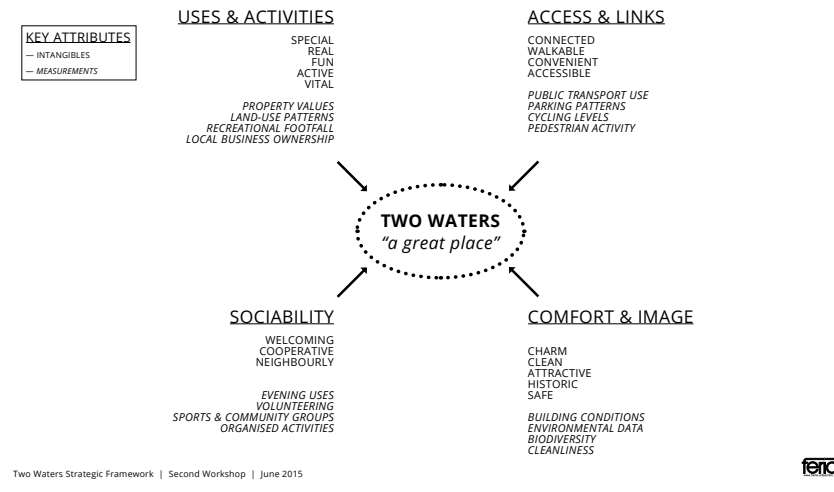 USES & ACTIVITIES
SPECIAL
REAL
FUN
ACTIVE
VITAL
PROPERTY VALUES
LAND-USE PATTERNS
RECREATIONAL FOOTFALL
LOCAL BUSINESS OWNERSHIP
ACCESS & LINKS
CONNECTED
WALKABLE
CONVENIENT
ACCESSIBLE
PUBLIC TRANSPORT USE
PARKING PATTERNS
CYCLING LEVELS
PEDESTRIAN ACTIVITY
KEY ATTRIBUTES
— INTANGIBLES
— MEASUREMENTS
TWO WATERS
“a great place”
SOCIABILITY
WELCOMING
COOPERATIVE
NEIGHBOURLY
EVENING USES
VOLUNTEERING
SPORTS & COMMUNITY GROUPS
ORGANISED ACTIVITIES
COMFORT & IMAGE
CHARM
CLEAN
ATTRACTIVE
HISTORIC
SAFE
BUILDING CONDITIONS
ENVIRONMENTAL DATA
BIODIVERSITY
CLEANLINESS
Two Waters Strategic Framework | Second Workshop | June 2015